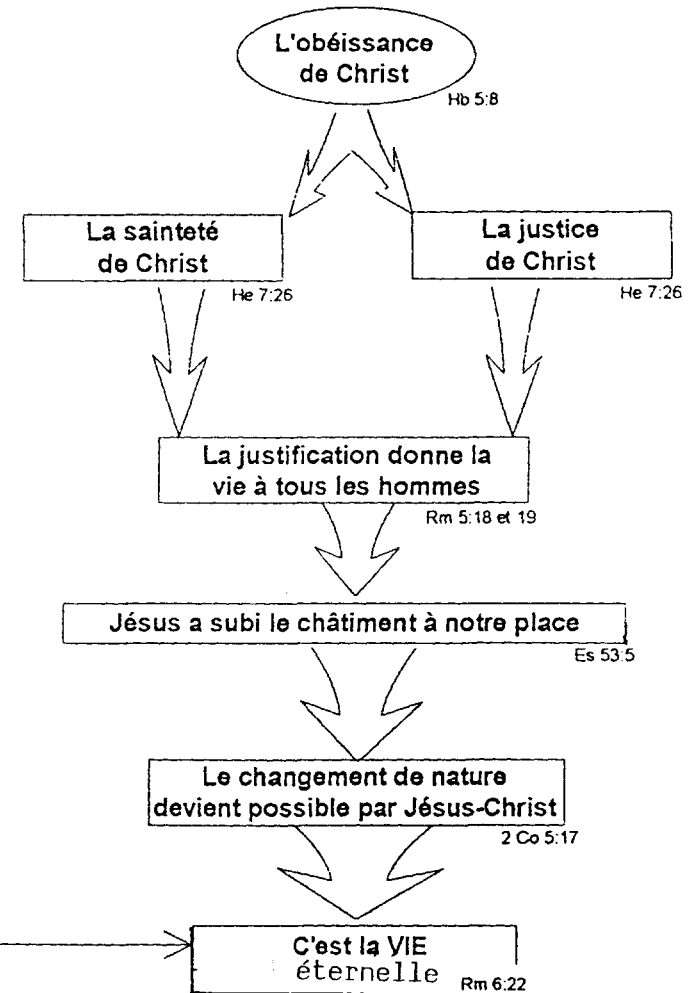 L'obéissance
de Christ
Hb 5:8
La sainteté
de Christ
He 7:26
La justice
de Christ
He 7:26
La justification donne la
vie à tous les hommes
Rm 5:18 et 19
Jésus a subi le châtiment à notre place
Es 53:5
Le changement de nature
devient possible par Jésus-Christ
2 Co 5:17
C'est la VIE
éternelle
Rm 6:22